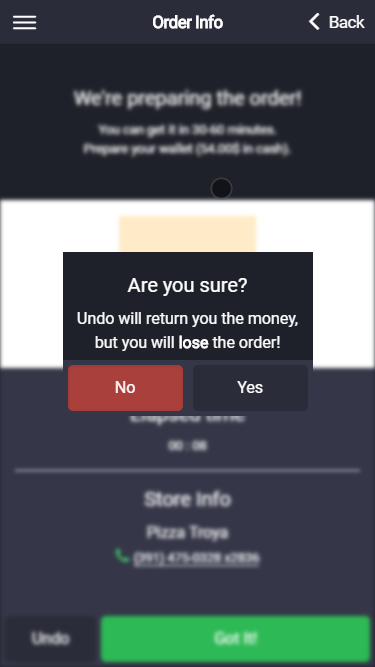 Order Info
Back
We're preparing the order!
You can get it in 30-60 minutes.
Prepare your wallet (54.00$ in cash).
Are you sure?
Undo will return you the money,
but you will lose the order!
No
Yes
Elapsed time
00 : 08
Store Info
Pizza Troya
(391) 475-0328 x2836
Undo
Got It!